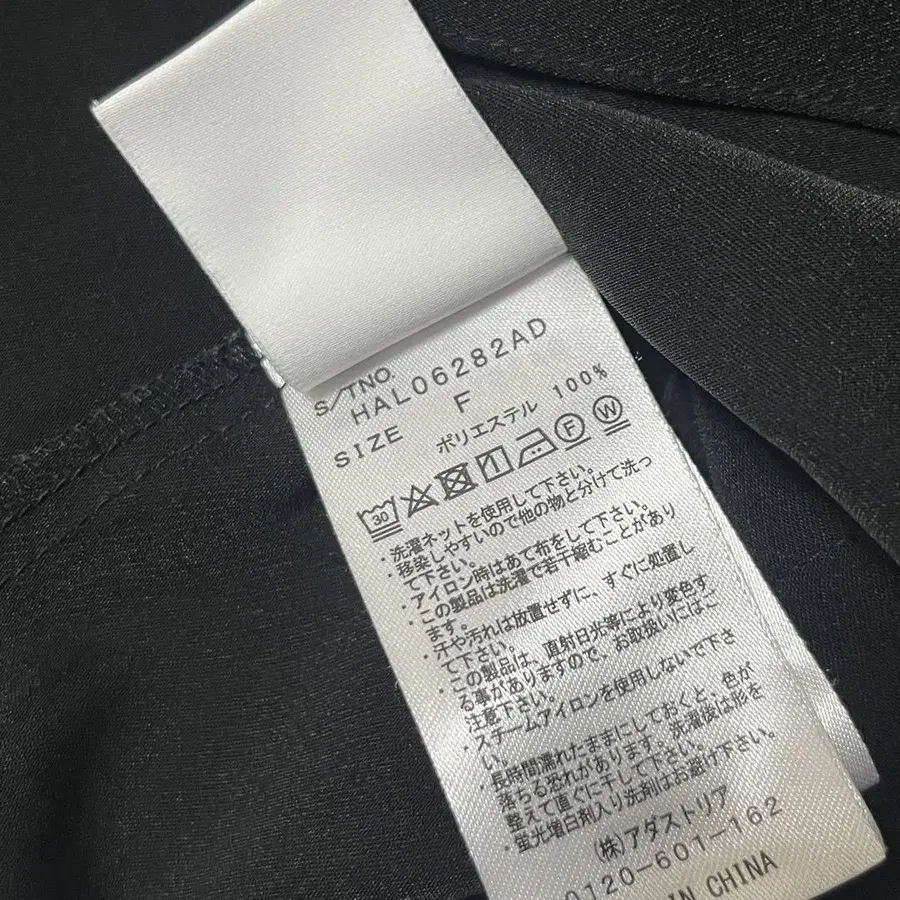 S/TNO.
HAL06282AD
SIZE F
ポリエステル 100%
30 F W
・洗濯ネットを使用して下さい。
・移染しやすいので他の物と分けて洗っ
て下さい。
・アイロン時はあて布をして下さい。
・この製品は洗濯で若干縮むことがあり
ます。
・汗や汚れは放置せずに、すぐに処置し
て下さい。
・この製品は、直射日光等により変色す
る事がありますので、お取扱いにはご
注意下さい。
・スチームアイロンを使用しないで下さ
い。
・長時間濡れたままにしておくと、色が
落ちる恐れがあります、洗濯後は形を
整えて直ぐに干して下さい。
・蛍光増白剤入り洗剤はお避け下さい。
(株)アダストリア
0120-601-162
IN CHINA